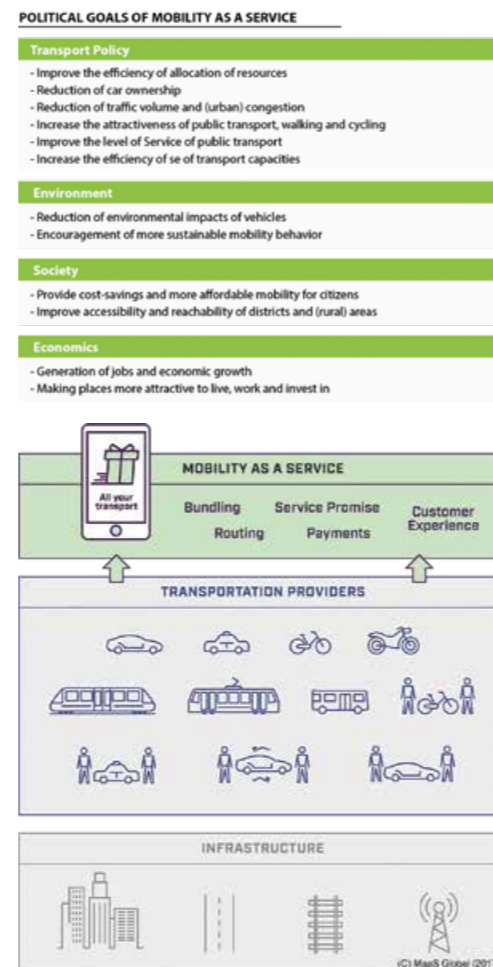 POLITICAL GOALS OF MOBILITY AS A SERVICE
Transport Policy
- Improve the efficiency of allocation of resources
- Reduction of car ownership
- Reduction of traffic volume and (urban) congestion
- Increase the attractiveness of public transport, walking and cycling
- Improve the level of Service of public transport
- Increase the efficiency of se of transport capacities
Environment
- Reduction of environmental impacts of vehicles
- Encouragement of more sustainable mobility behavior
Society
- Provide cost-savings and more affordable mobility for citizens
- Improve accessibility and reachability of districts and (rural) areas
Economics
- Generation of jobs and economic growth
- Making places more attractive to live, work and invest in
MOBILITY AS A SERVICE
All your
transport
Bundling Service Promise
Routing Payments
Customer
Experience
TRANSPORTATION PROVIDERS
INFRASTRUCTURE
(C) MaaS Global (201